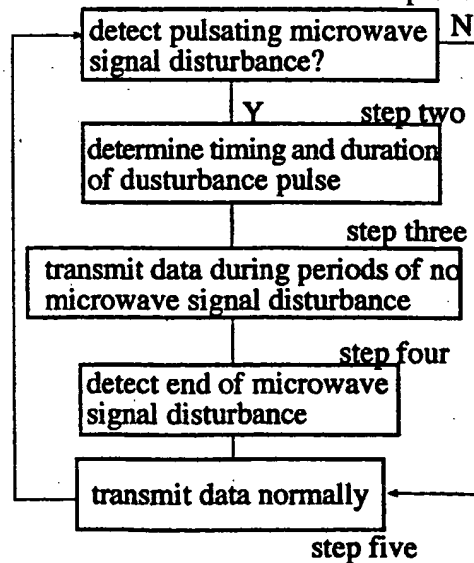 detect pulsating microwave
signal disturbance?
N
Y
step two
determine timing and duration
of dusturbance pulse
step three
transmit data during periods of no
microwave signal disturbance
step four
detect end of microwave
signal disturbance
transmit data normally
step five